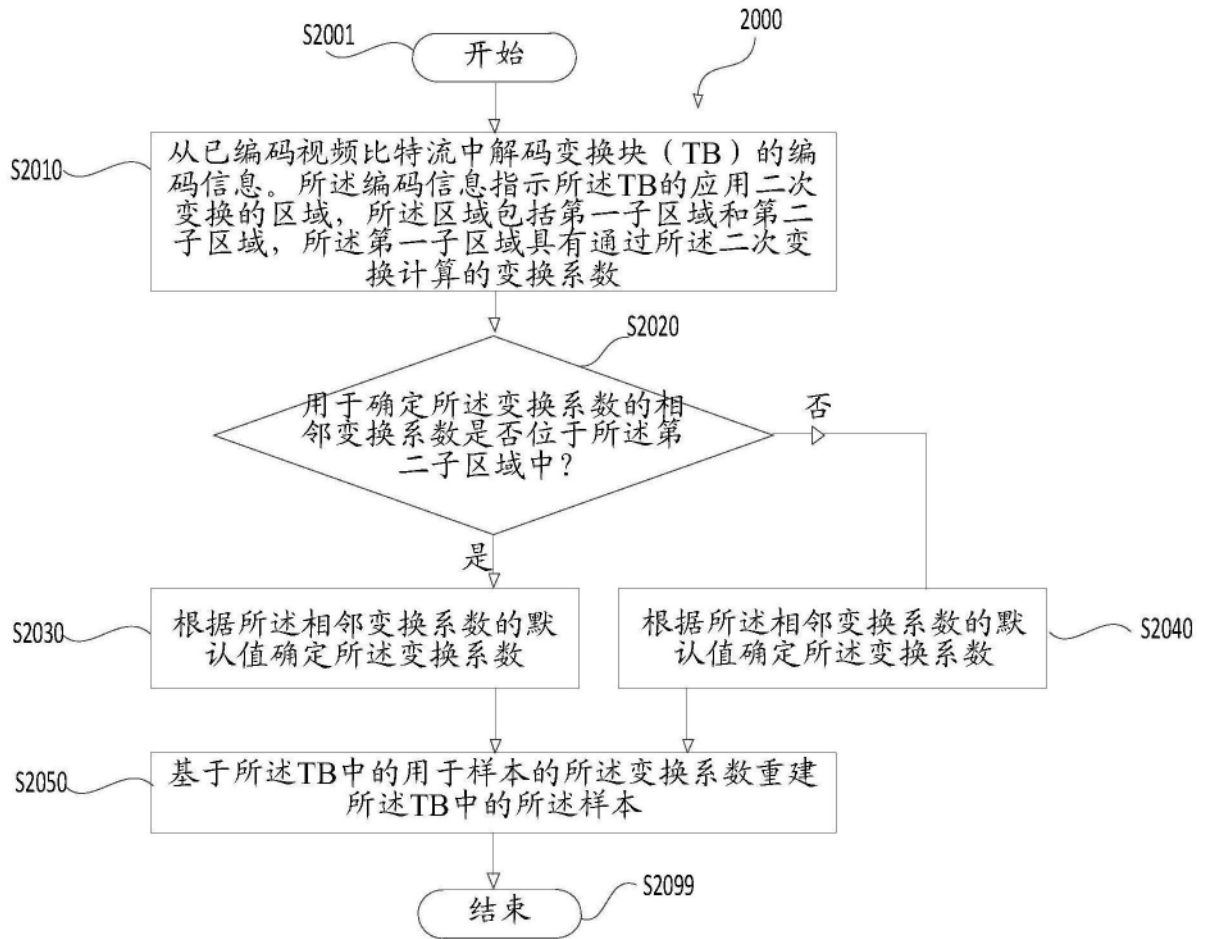 S2001
开始
2000
S2010
从已编码视频比特流中解码变换块（TB）的编
码信息。所述编码信息指示所述TB的应用二次
变换的区域，所述区域包括第一子区域和第二
子区域，所述第一子区域具有通过所述二次变
换计算的变换系数
S2020
用于确定所述变换系数的相
邻变换系数是否位于所述第
二子区域中？
否
是
S2030
根据所述相邻变换系数的默
认值确定所述变换系数
根据所述相邻变换系数的默
认值确定所述变换系数
S2040
S2050
基于所述TB中的用于样本的所述变换系数重建
所述TB中的所述样本
结束
S2099